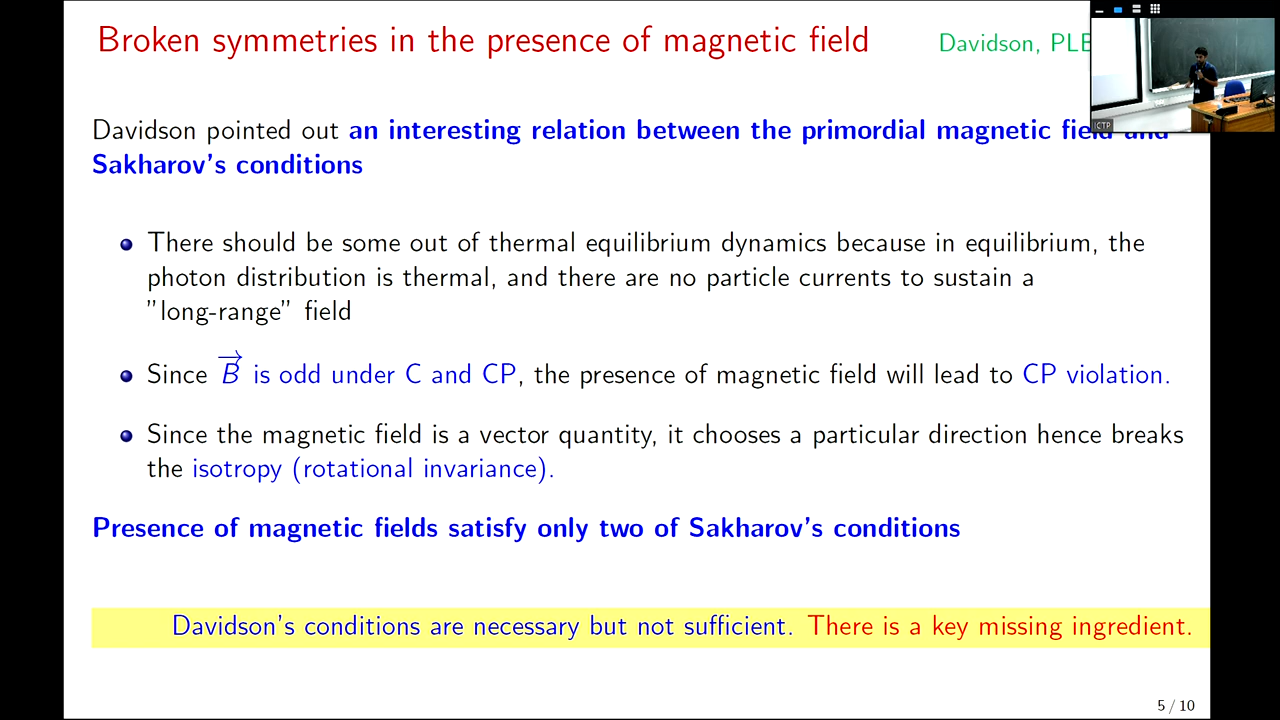 Broken symmetries in the presence of magnetic field
Davidson, PLB
Davidson pointed out an interesting relation between the primordial magnetic field and
Sakharov's conditions
There should be some out of thermal equilibrium dynamics because in equilibrium, the
photon distribution is thermal, and there are no particle currents to sustain a
"long-range" field
Since B is odd under C and CP, the presence of magnetic field will lead to CP violation.
Since the magnetic field is a vector quantity, it chooses a particular direction hence breaks
the isotropy (rotational invariance).
Presence of magnetic fields satisfy only two of Sakharov's conditions
Davidson's conditions are necessary but not sufficient. There is a key missing ingredient.
5 / 10
ICTP